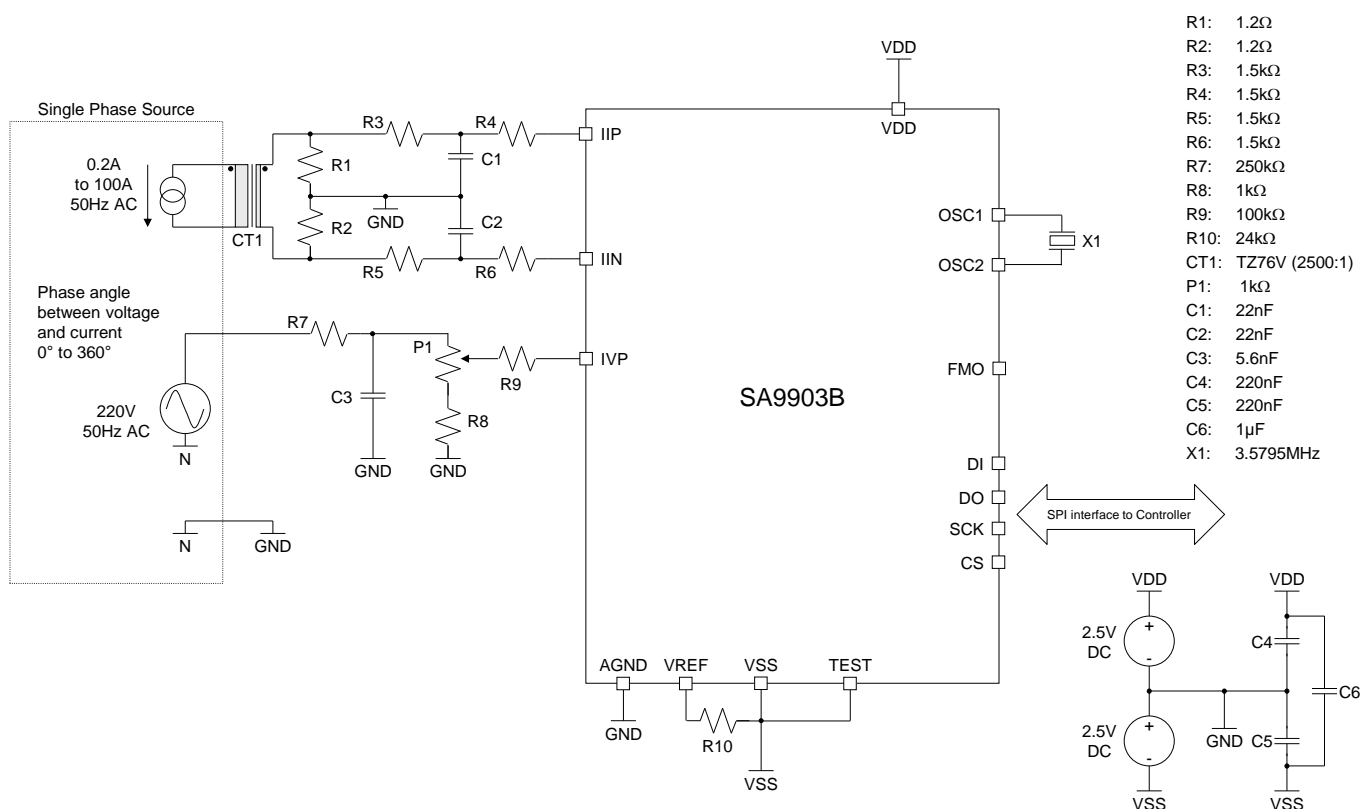 Single Phase Source
0.2A
to 100A
50Hz AC
CT1
R1
R2
R3
R4
C1
GND
C2
R5
R6
IIP
IIN
Phase angle
between voltage
and current
0° to 360°
R7
P1
R9
IVP
C3
R8
220V
50Hz AC
N
GND
GND
N
GND
VDD
VDD
OSC1
OSC2
X1
SA9903B
FMO
DI
DO
SCK
CS
SPI interface to Controller
AGND
VREF
VSS
TEST
GND
R10
VSS
R1: 1.2Ω
R2: 1.2Ω
R3: 1.5kΩ
R4: 1.5kΩ
R5: 1.5kΩ
R6: 1.5kΩ
R7: 250kΩ
R8: 1kΩ
R9: 100kΩ
R10: 24kΩ
CT1: TZ76V (2500:1)
P1: 1kΩ
C1: 22nF
C2: 22nF
C3: 5.6nF
C4: 220nF
C5: 220nF
C6: 1µF
X1: 3.5795MHz
VDD
VDD
2.5V
DC
+
-
C4
C6
2.5V
DC
+
-
GND
C5
VSS
VSS